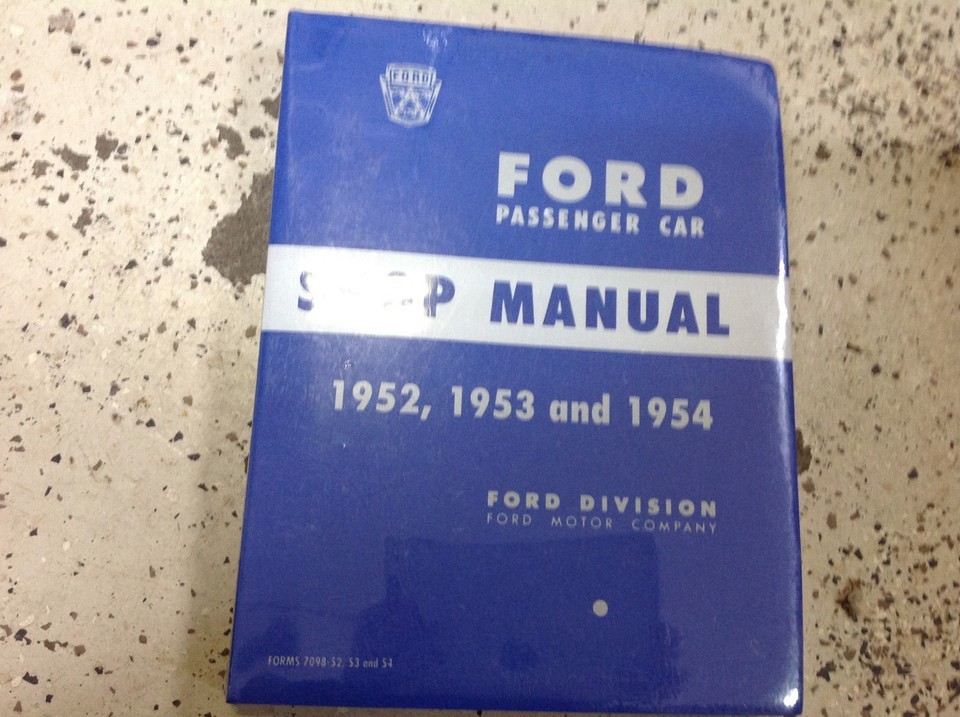 FORD
FORD
PASSENGER CAR
SHOP MANUAL
1952, 1953 and 1954
FORD DIVISION
FORD MOTOR COMPANY
FORMS 7098-52, 53 and 54